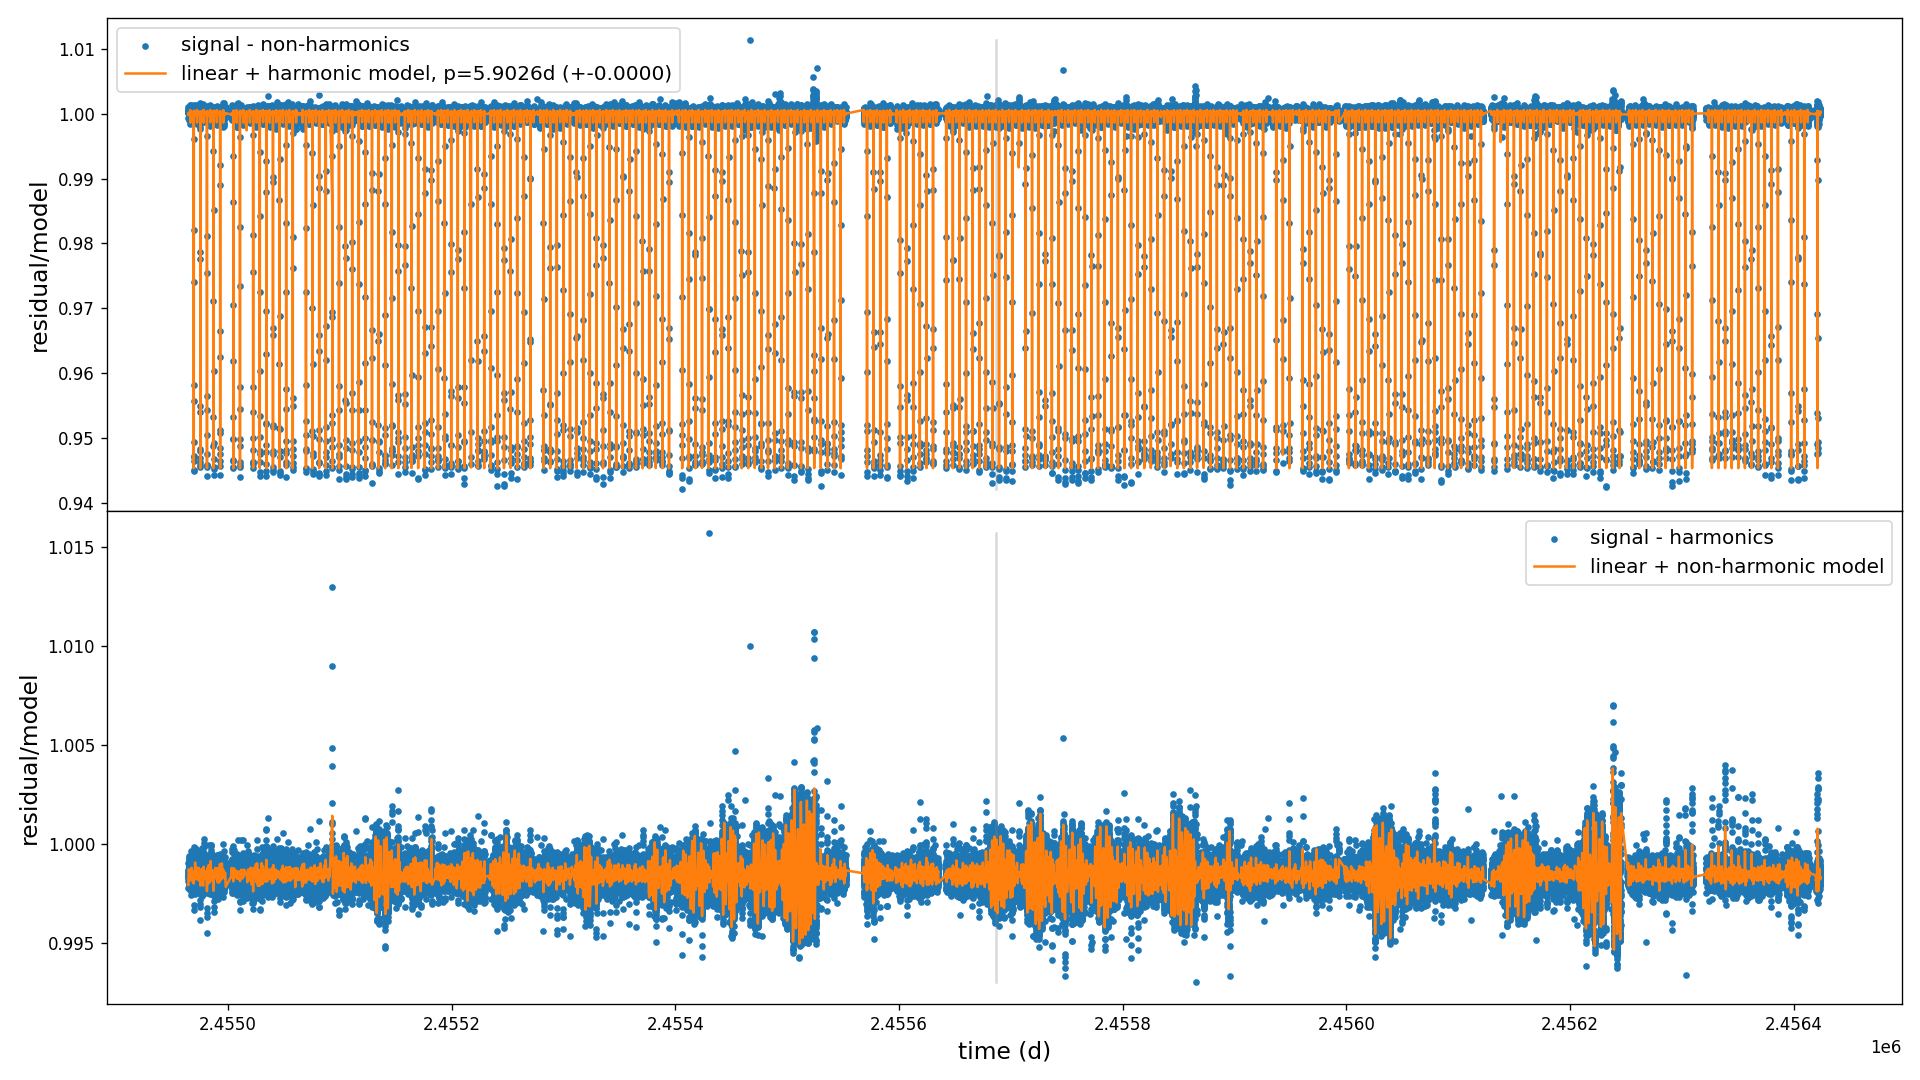 signal - non-harmonics
linear + harmonic model, p=5.9026d (+-0.0000)
residual/model
1.01
1.00
0.99
0.98
0.97
0.96
0.95
0.94
signal - harmonics
linear + non-harmonic model
residual/model
1.015
1.010
1.005
1.000
0.995
2.4550 2.4552 2.4554 2.4556 2.4558 2.4560 2.4562 2.4564
time (d)
1e6